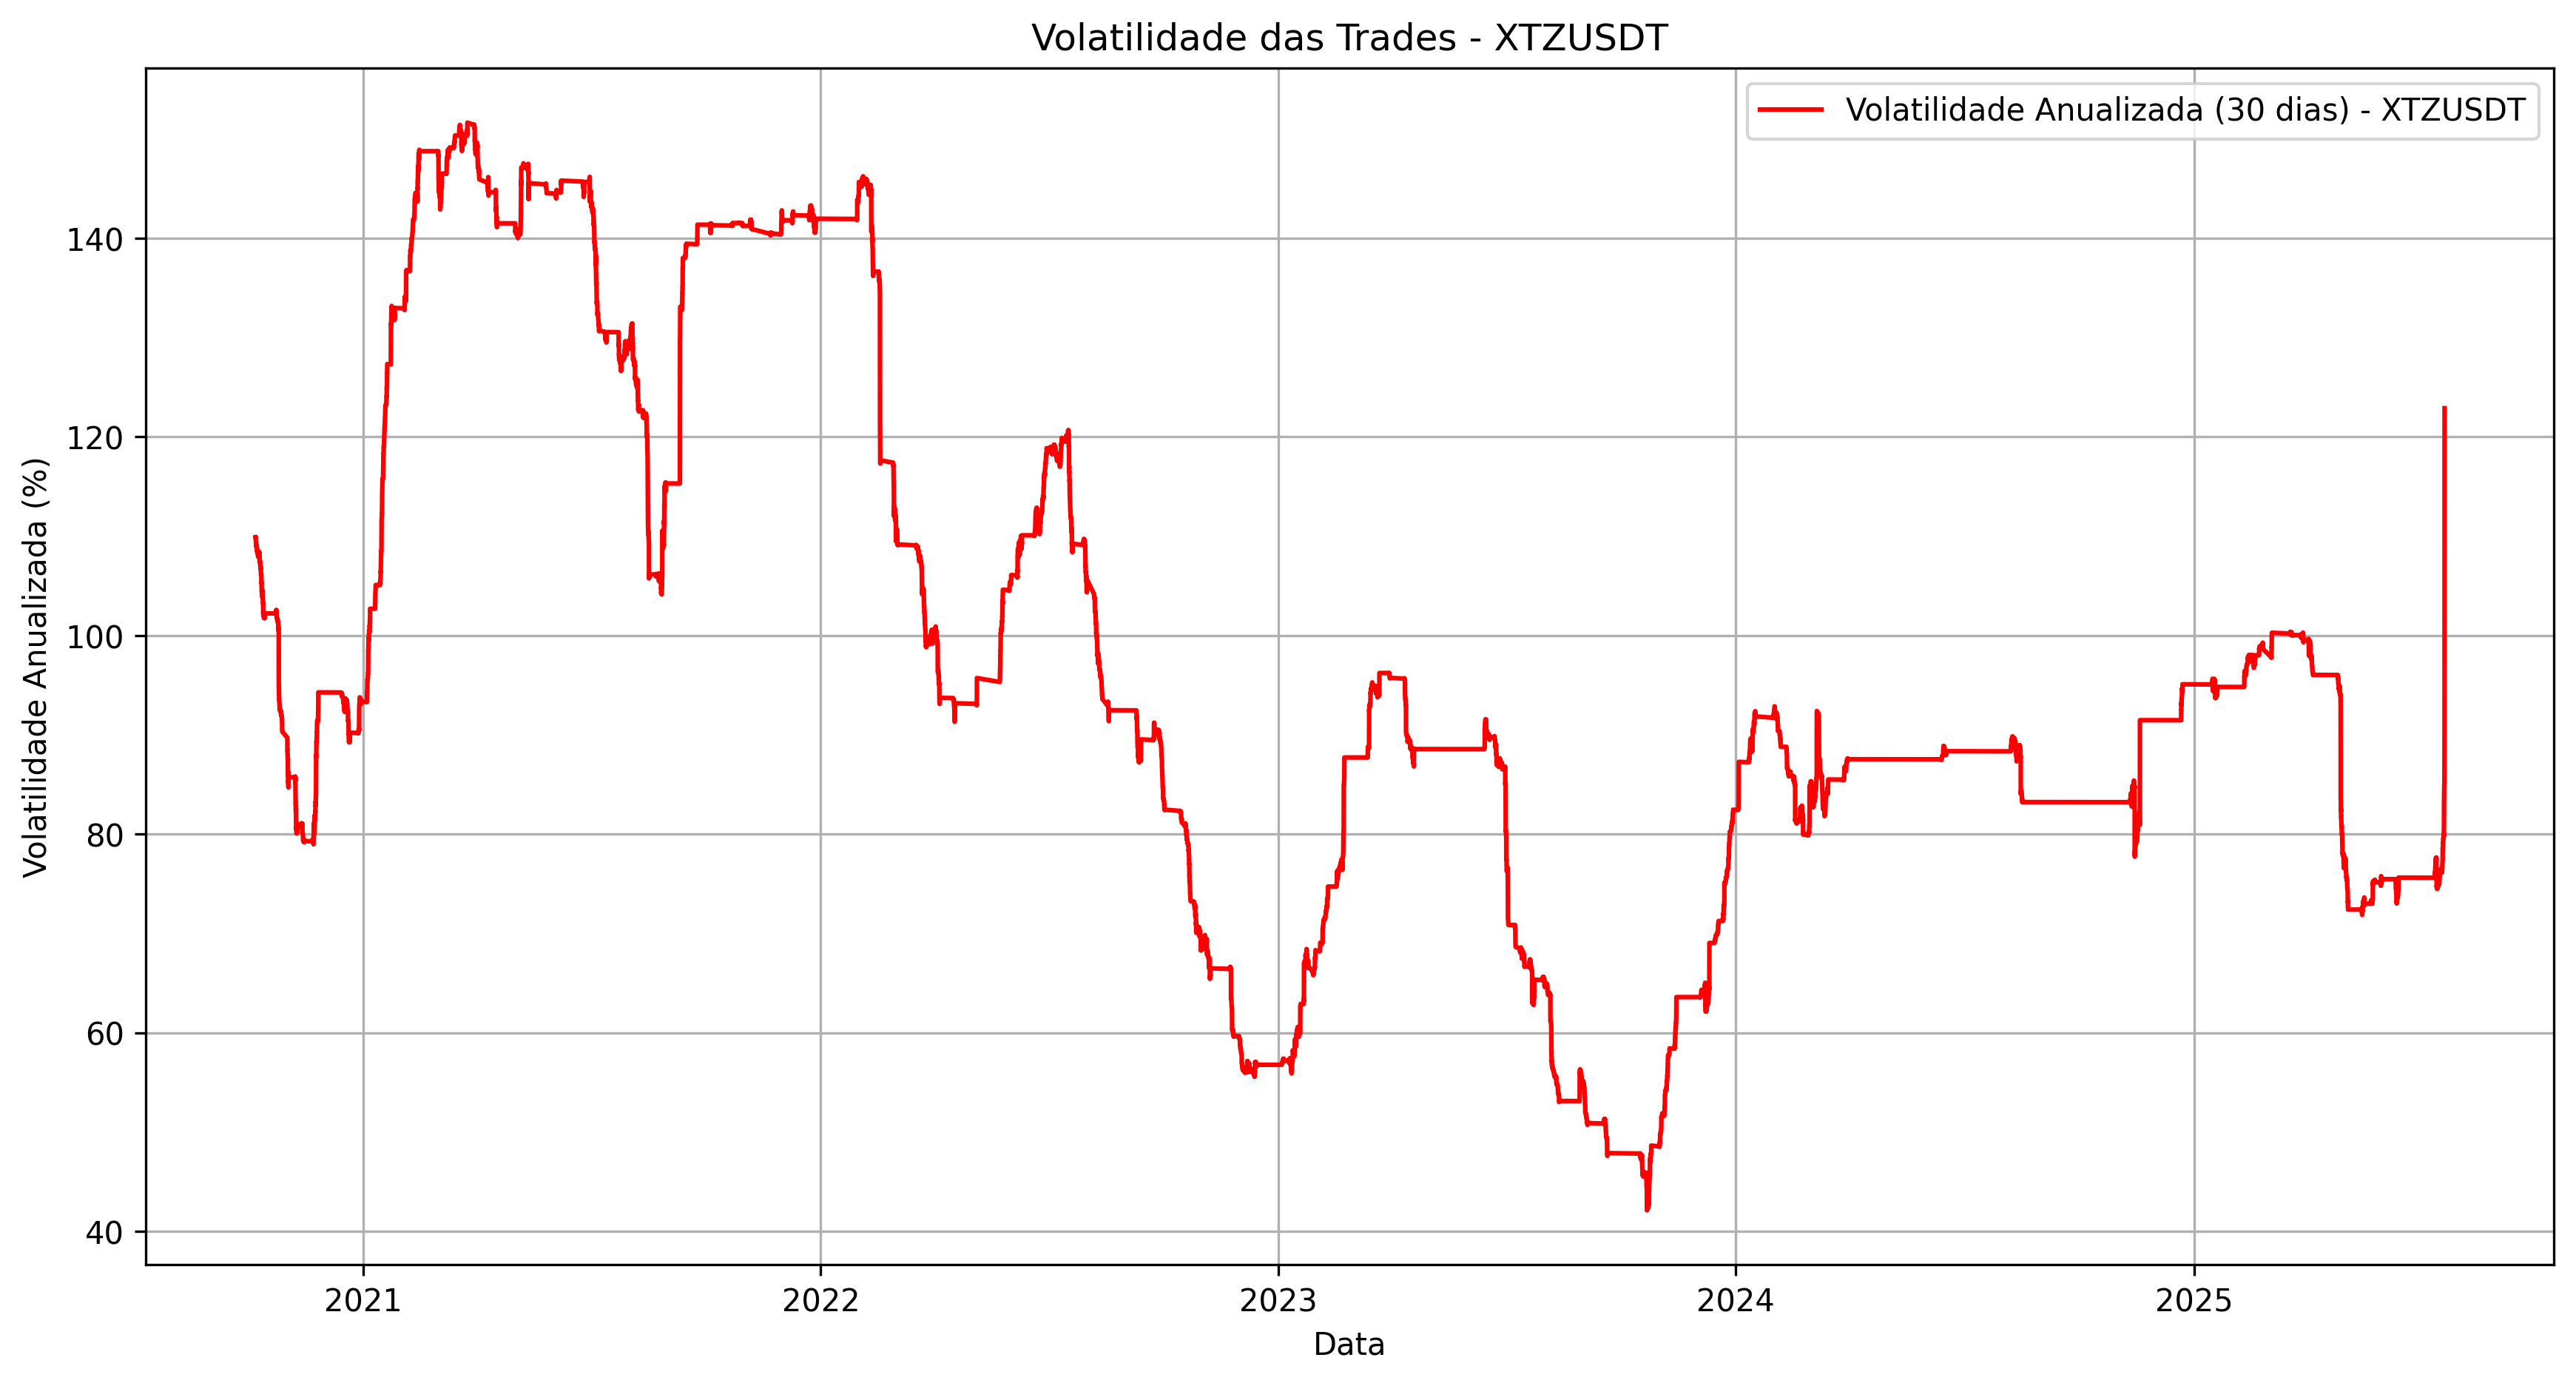 Volatilidade das Trades - XTZUSDT
Volatilidade Anualizada (30 dias) - XTZUSDT
Volatilidade Anualizada (%)
140
120
100
80
60
40
2021
2022
2023
2024
2025
Data